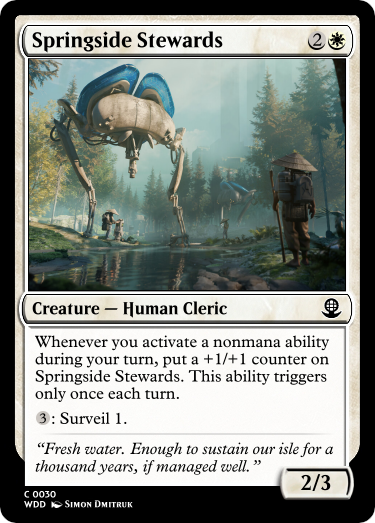 Springside Stewards 2
Creature — Human Cleric
Whenever you activate a nonmana ability
during your turn, put a +1/+1 counter on
Springside Stewards. This ability triggers
only once each turn.
3: Surveil 1.
“Fresh water. Enough to sustain our isle for a
thousand years, if managed well.”
2/3
C 0030
WDD SIMON DMITRUK